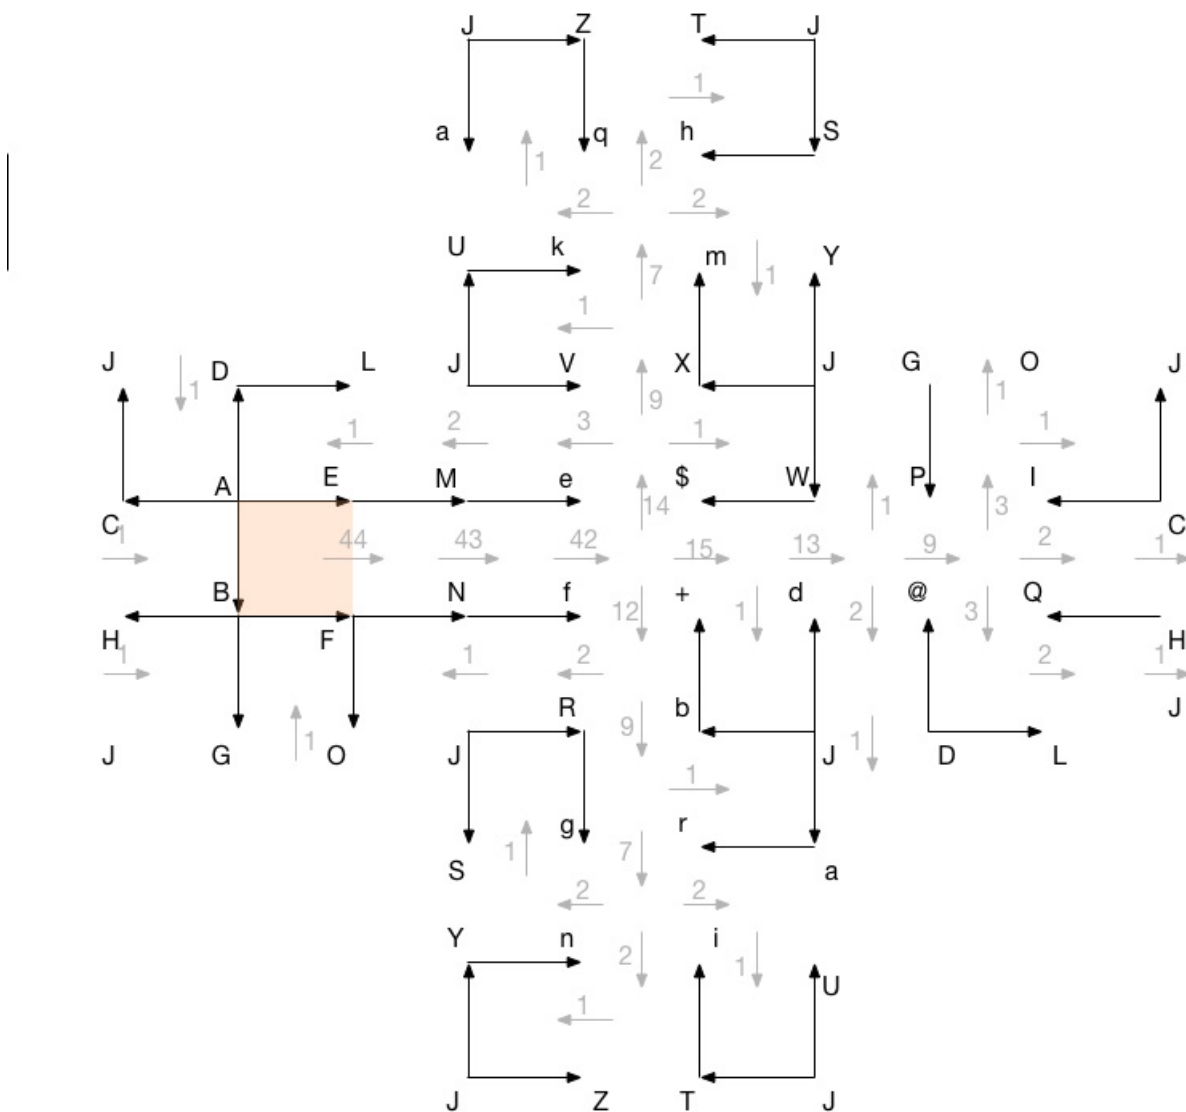 J Z T J
1
a q h S
1 2
2 2
U k m Y
7 1
1
J D L J V X J G O J
1 9 1
1 2 3 1 1
A E M e $ W P I
14 1 3
C 1 44 43 42 15 13 9 2 1 C
B N f + d @ Q
12 1 2 3
H F H
1 1 2 2 1
R b J
9 1
J G O J J D L
1
1
g r
1 7
S a
2 2
Y n i
2 1 U
1
J Z T J